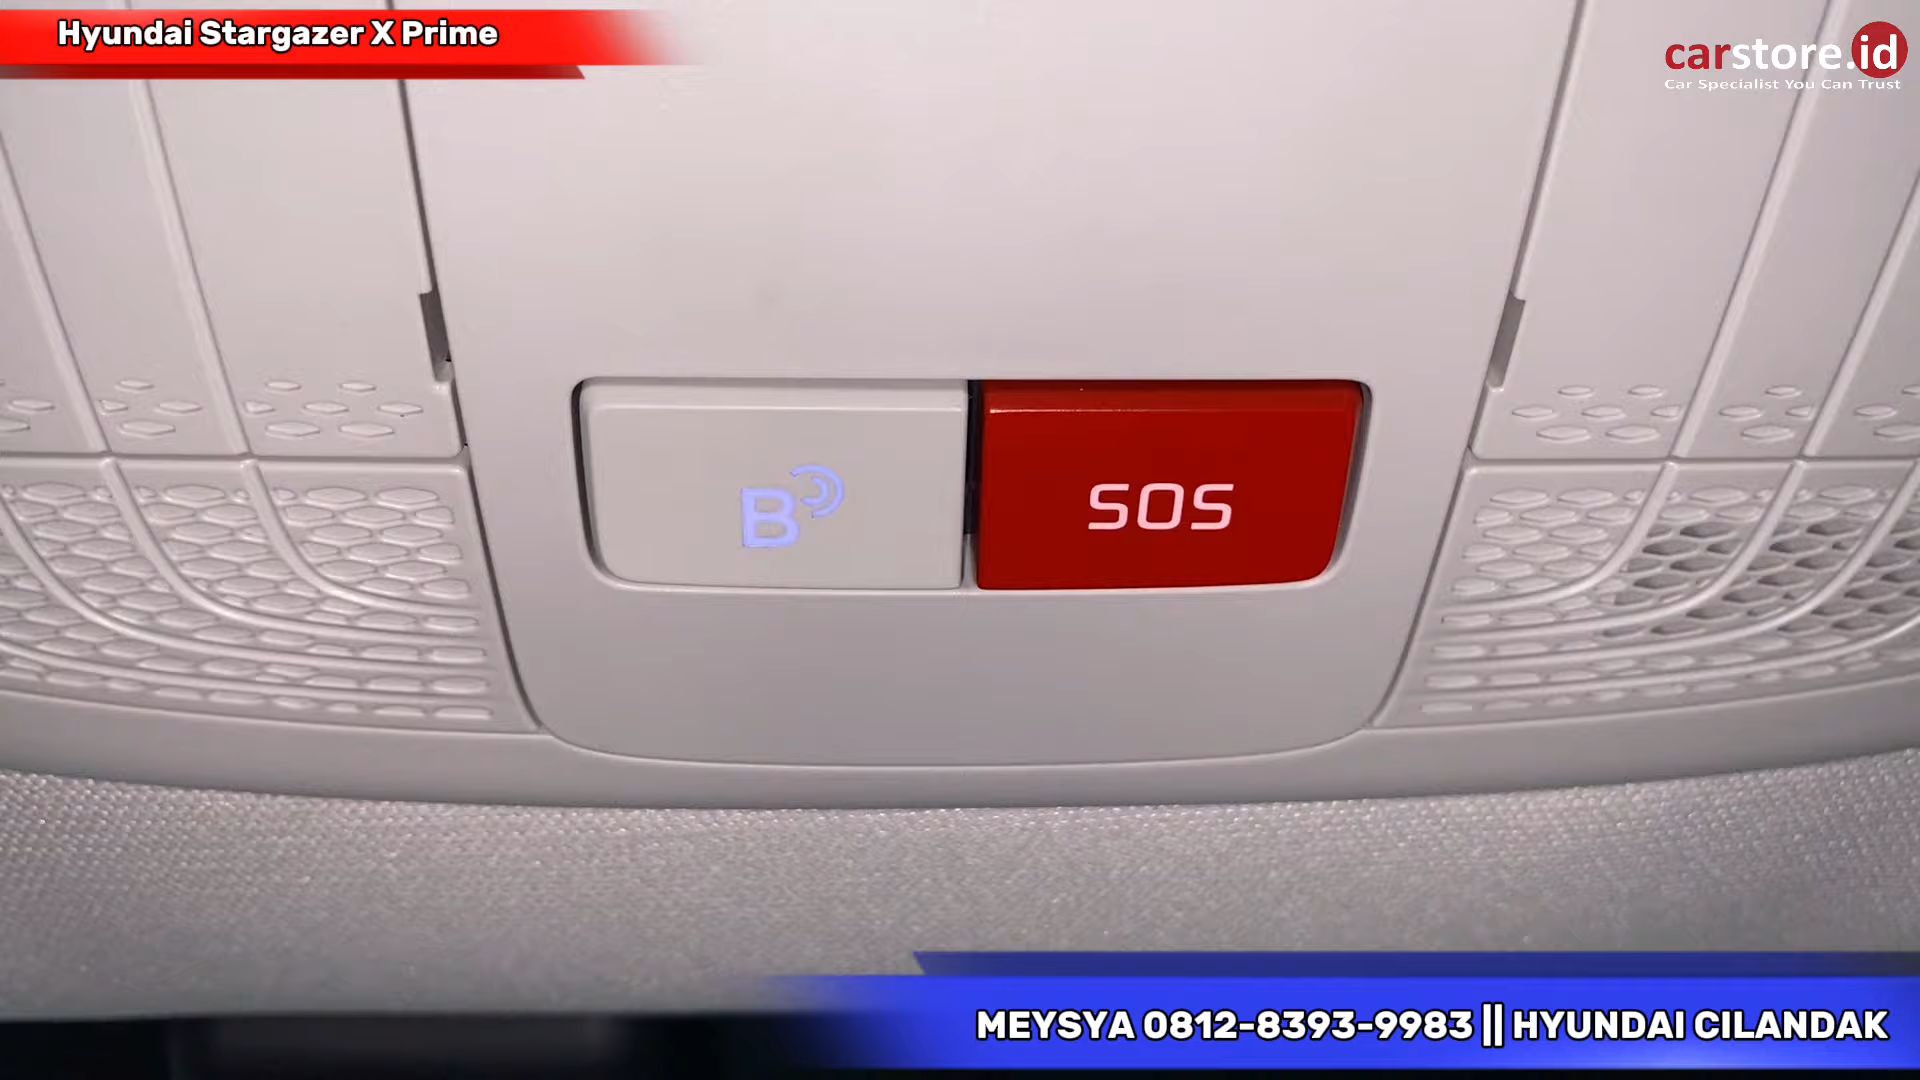 Hyundai Stargazer X Prime
carstore.id
Car Specialist You Can Trust
B
SOS
MEYSYA 0812-8393-9983 || HYUNDAI CILANDAK